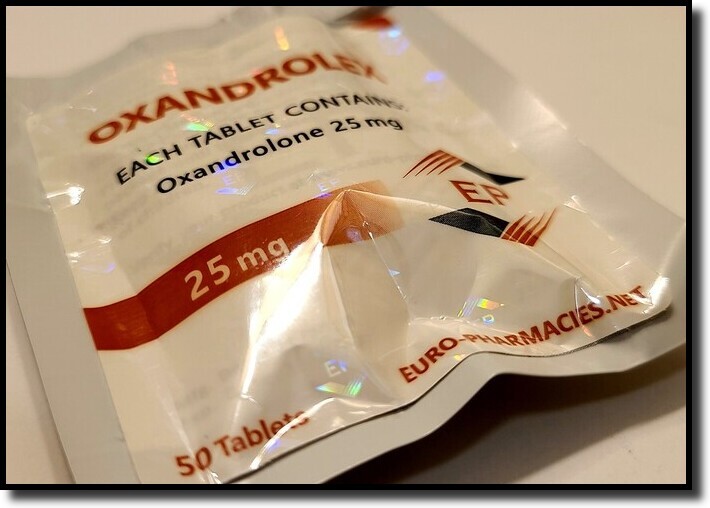 OXANDROLEX
EACH TABLET CONTAINS:
Oxandrolone 25 mg
EP
25 mg
EURO-PHARMACIES.NET
50 Tablets